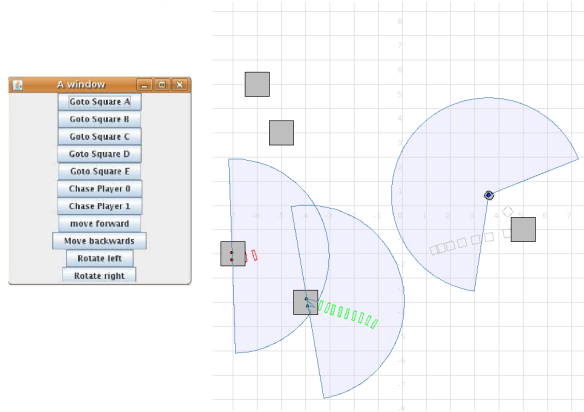 A window
Goto Square A
Goto Square B
Goto Square C
Goto Square D
Goto Square E
Chase Player 0
Chase Player 1
move forward
Move backwards
Rotate left
Rotate right